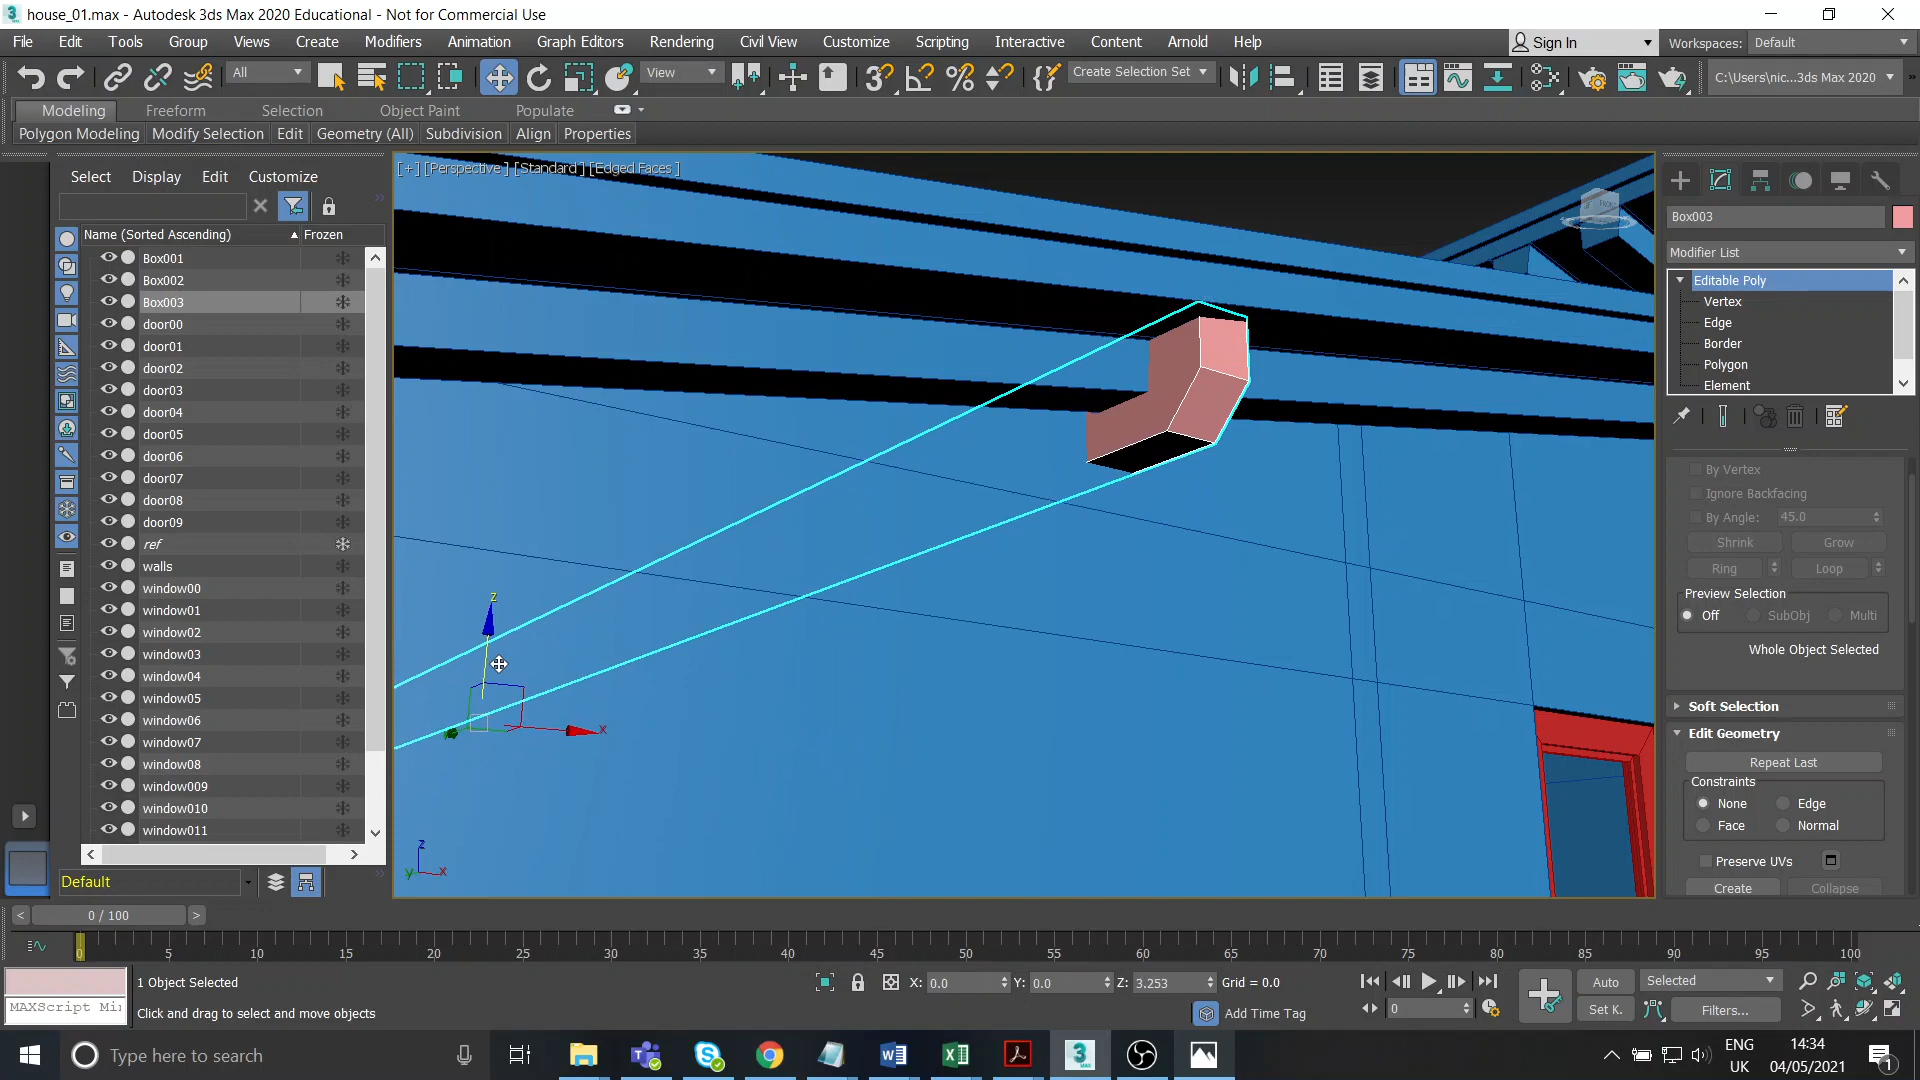 house_01.max - Autodesk 3ds Max 2020 Educational - Not for Commercial Use
File Edit Tools Group Views Create Modifiers Animation Graph Editors Rendering Civil View Customize Scripting Interactive Content Arnold Help
Sign In
Workspaces: Default
All
View
Create Selection Set
C:\Users\nic...3ds Max 2020
Modeling Freeform Selection Object Paint Populate
Polygon Modeling Modify Selection Edit Geometry (All) Subdivision Align Properties
Select Display Edit Customize
Name (Sorted Ascending) Frozen
Box001
Box002
Box003
door00
door01
door02
door03
door04
door05
door06
door07
door08
door09
ref
walls
window00
window01
window02
window03
window04
window05
window06
window07
window08
window009
window010
window011
Default
[+] [Perspective] [Standard] [Edged Faces]
FRONT
z
x
z
y
x
Box003
Modifier List
Editable Poly
Vertex
Edge
Border
Polygon
Element
By Vertex
Ignore Backfacing
By Angle: 45.0
Shrink Grow
Ring Loop
Preview Selection
Off SubObj Multi
Whole Object Selected
Soft Selection
Edit Geometry
Repeat Last
Constraints
None Edge
Face Normal
Preserve UVs
Create Collapse
0 / 100
0 5 10 15 20 25 30 35 40 45 50 55 60 65 70 75 80 85 90 95 100
1 Object Selected
MAXScript Mi
Click and drag to select and move objects
X: 0.0 Y: 0.0 Z: 3.253 Grid = 0.0
Add Time Tag
0
Auto Selected
Set K. Filters...
Type here to search
ENG
UK
14:34
04/05/2021
1